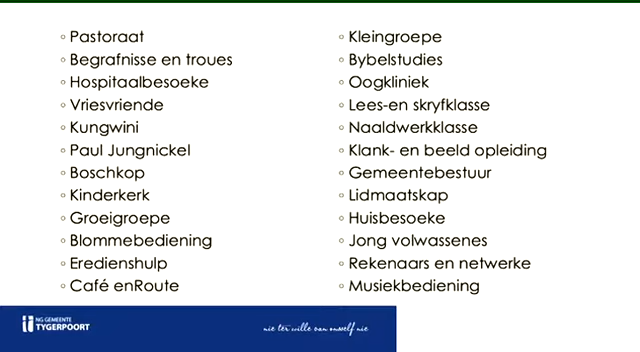 Pastoraat
Begrafnisse en troues
Hospitaalbesoeke
Vriesvriende
Kungwini
Paul Jungnickel
Boschkop
Kinderkerk
Groeigroepe
Blommebediening
Eredienshulp
Café enRoute
Kleingroepe
Bybelstudies
Oogkliniek
Lees-en skryfklasse
Naaldwerkklasse
Klank- en beeld opleiding
Gemeentebestuur
Lidmaatskap
Huisbesoeke
Jong volwassenes
Rekenaars en netwerke
Musiekbediening
NG GEMEENTE
TYGERPOORT
nie ter wille van onsself nie